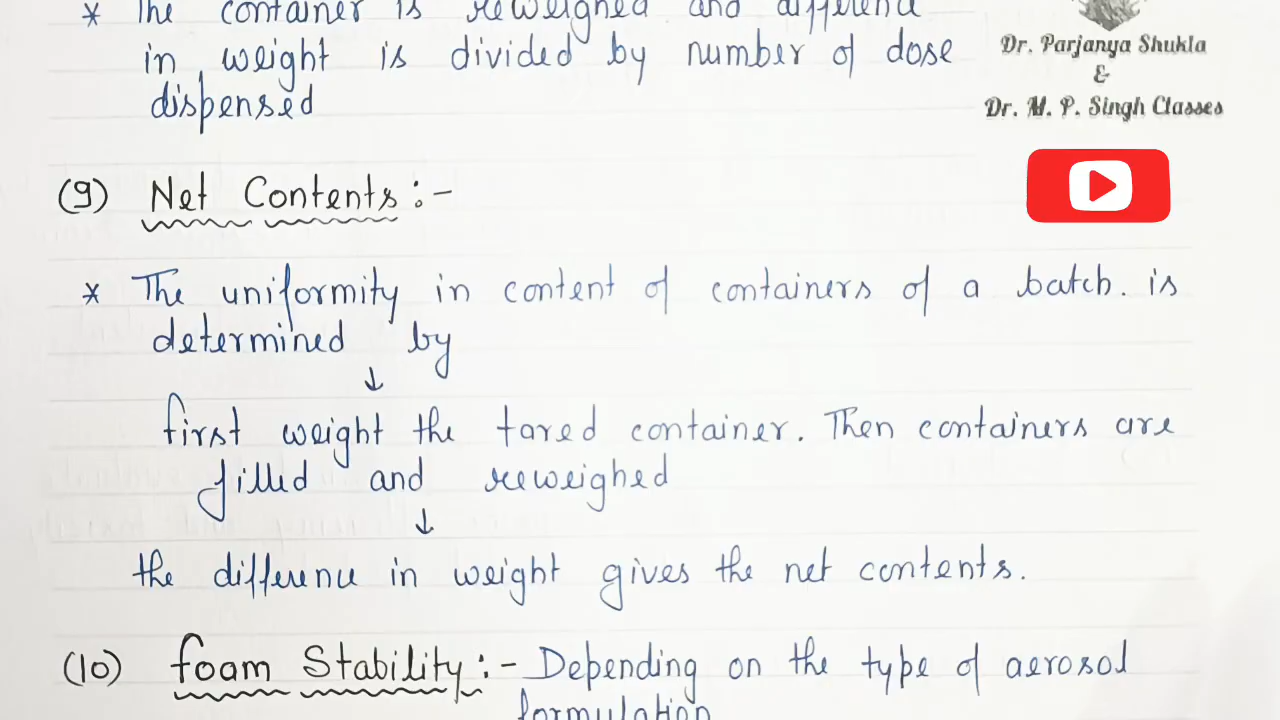 * The container is reweighed and difference
in weight is divided by number of dose
dispensed
Dr. Parjanya Shukla
&
Dr. M. P. Singh Classes
(9) Net Contents :-
* The uniformity in content of containers of a batch. is
determined by
↓
first weight the tared container. Then containers are
filled and reweighed
↓
the difference in weight gives the net contents.
(10) foam Stability :- Depending on the type of aerosol
formulation